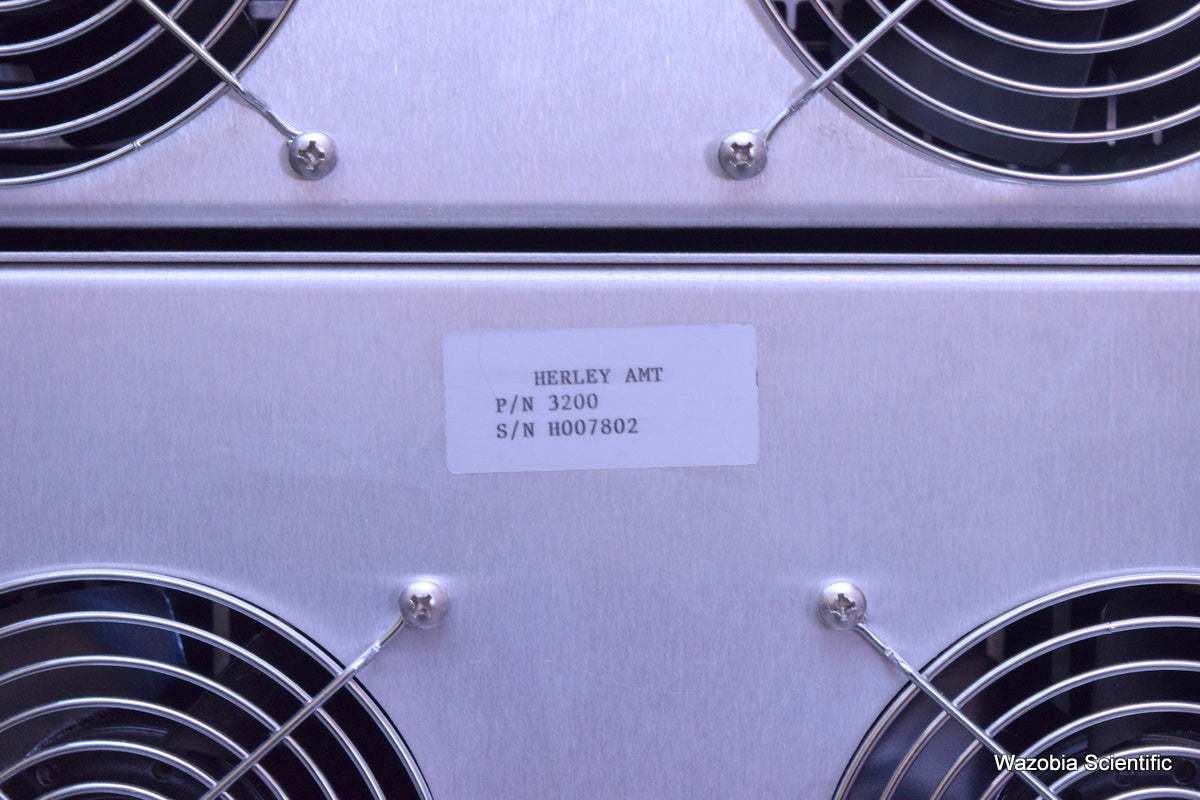 HERLEY AMT
P/N 3200
S/N H007802
Wazobia Scientific